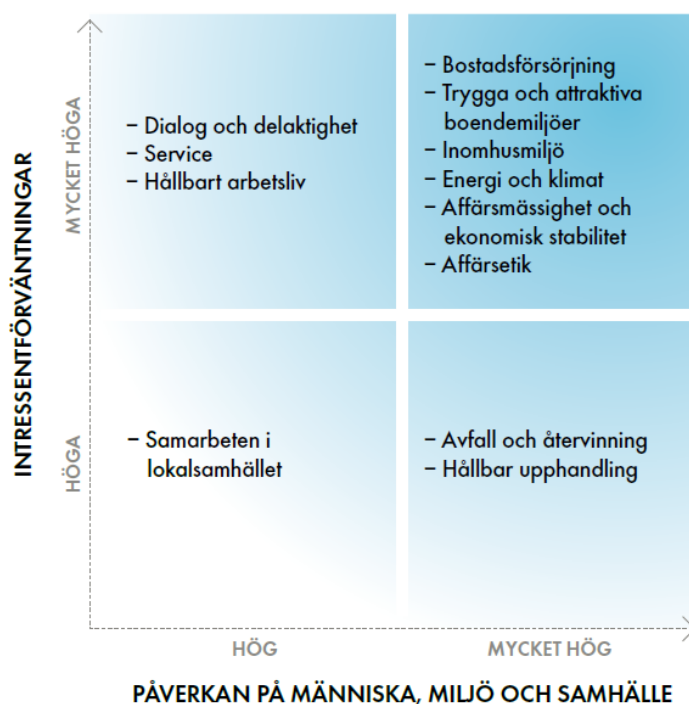 INTRESSENTFÖRVÄNTNINGAR
MYCKET HÖGA
– Dialog och delaktighet
– Service
– Hållbart arbetsliv
– Bostadsförsörjning
– Trygga och attraktiva
boendemiljöer
– Inomhusmiljö
– Energi och klimat
– Affärsmässighet och
ekonomisk stabilitet
– Affärsetik
HÖGA
– Samarbeten i
lokalsamhället
– Avfall och återvinning
– Hållbar upphandling
HÖG
MYCKET HÖG
PÅVERKAN PÅ MÄNNISKA, MILJÖ OCH SAMHÄLLE